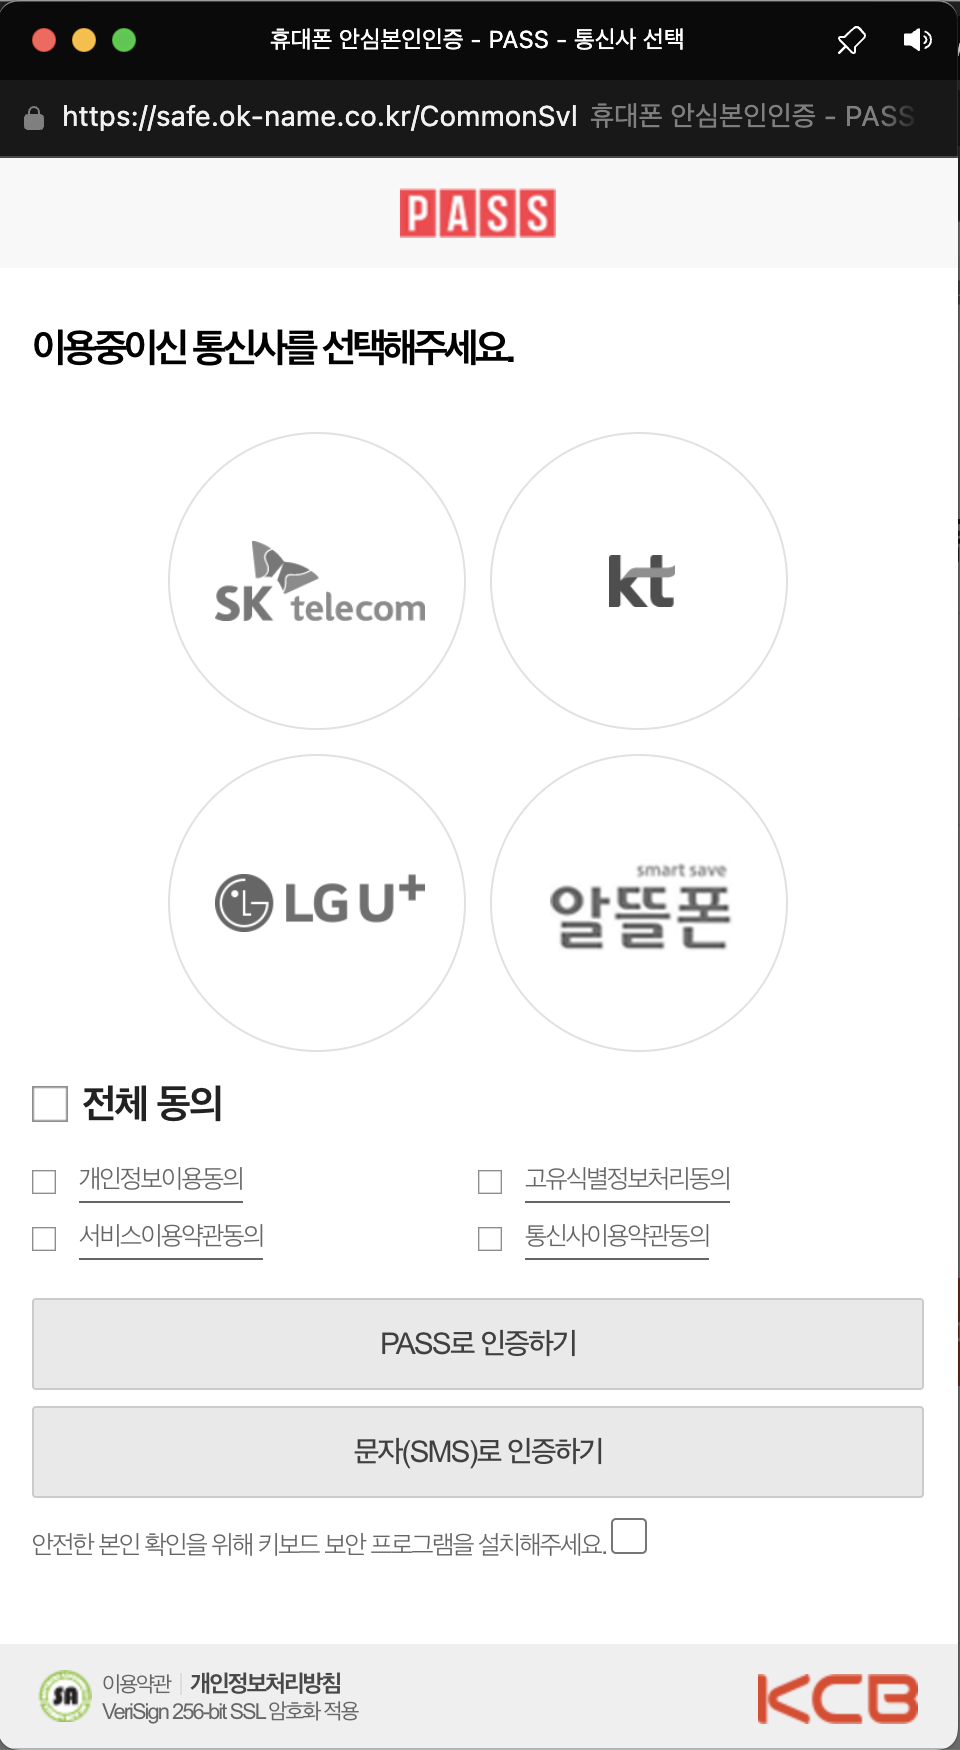 휴대폰 안심본인인증 - PASS - 통신사 선택
https://safe.ok-name.co.kr/CommonSvl 휴대폰 안심본인인증 - PASS
PASS
이용중이신 통신사를 선택해주세요.
SK telecom
kt
LG U+
smart save
알뜰폰
전체 동의
개인정보이용동의 고유식별정보처리동의
서비스이용약관동의 통신사이용약관동의
PASS로 인증하기
문자(SMS)로 인증하기
안전한 본인 확인을 위해 키보드 보안 프로그램을 설치해주세요.
SA
이용약관 | 개인정보처리방침
VeriSign 256-bit SSL 암호화 적용
KCB